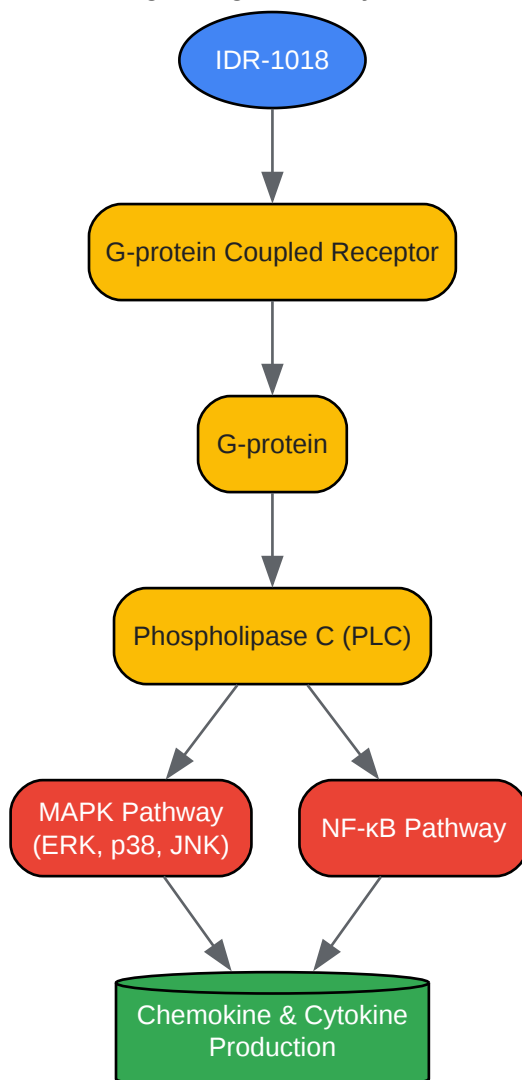 IDR-1018
G-protein Coupled Receptor
G-protein
Phospholipase C (PLC)
MAPK Pathway
(ERK, p38, JNK)
NF-κB Pathway
Chemokine & Cytokine
Production